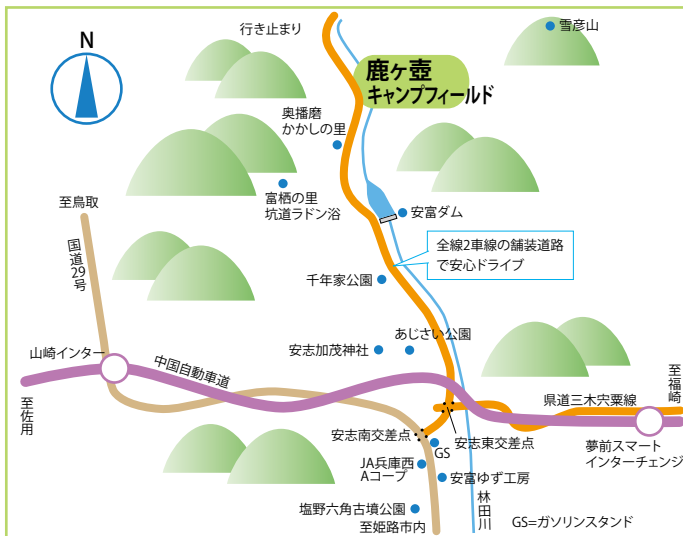 行き止まり
雪彦山
N
鹿ヶ壺
キャンプフィールド
奥播磨
かかしの里
富栖の里
坑道ラドン浴
至鳥取
安富ダム
国道29号
全線2車線の舗装道路
で安心ドライブ
千年家公園
あじさい公園
安志加茂神社
山崎インター
中国自動車道
至福崎
至佐用
県道三木宍粟線
安志南交差点
安志東交差点
GS
夢前スマート
インターチェンジ
JA兵庫西
Aコープ
安富ゆず工房
林田川
塩野六角古墳公園
至姫路市内
GS=ガソリンスタンド